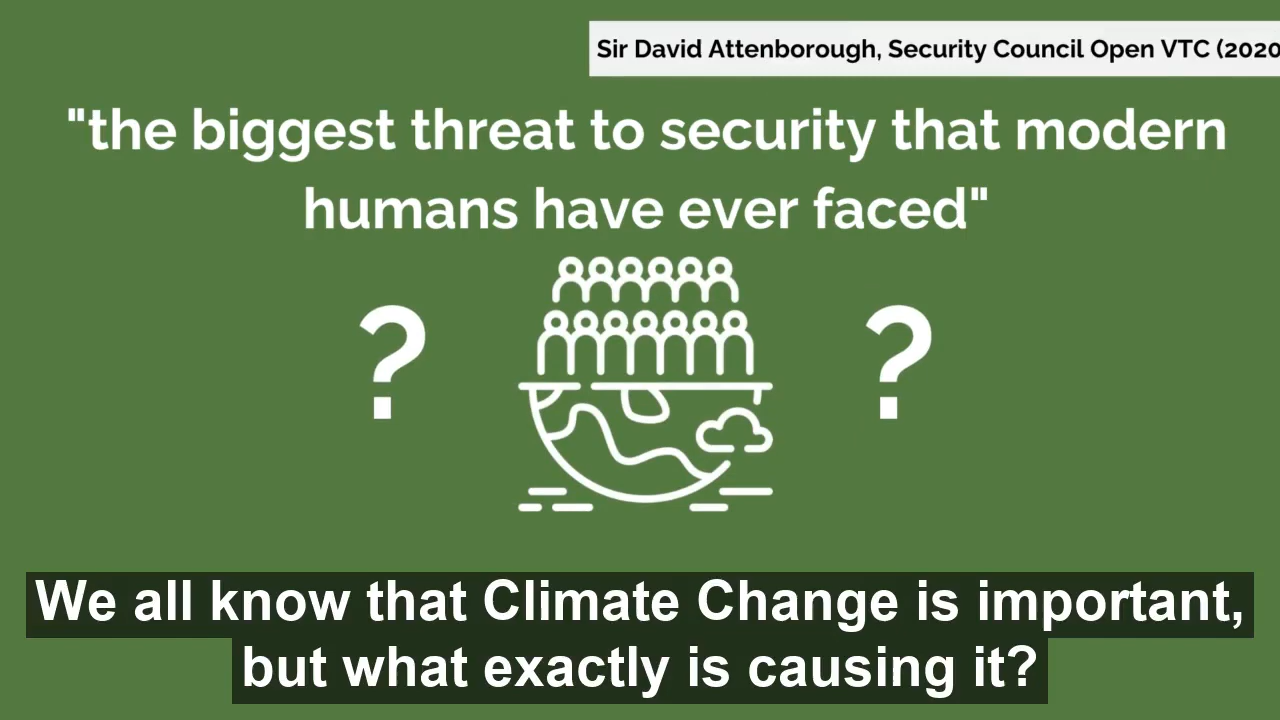 Sir David Attenborough, Security Council Open VTC (2020
"the biggest threat to security that modern
humans have ever faced"
? ?
We all know that Climate Change is important,
but what exactly is causing it?